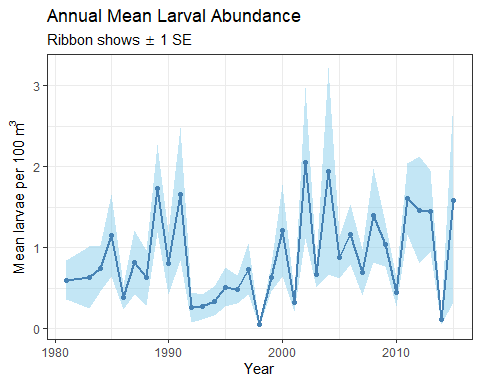 Annual Mean Larval Abundance
Ribbon shows ± 1 SE
Mean larvae per 100 m³
3
2
1
0
1980
1990
2000
2010
Year